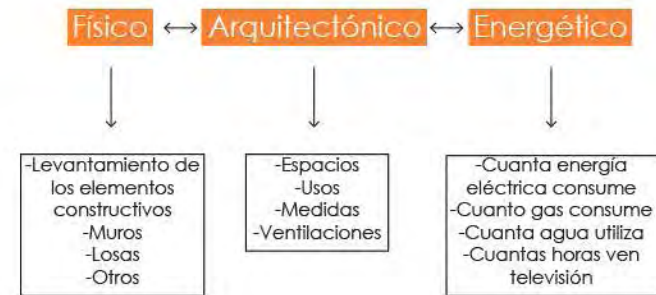 Físico ↔ Arquitectónico ↔ Energético
-Levantamiento de
los elementos
constructivos
-Muros
-Losas
-Otros
-Espacios
-Usos
-Medidas
-Ventilaciones
-Cuanta energía
eléctrica consume
-Cuanto gas consume
-Cuanta agua utiliza
-Cuantas horas ven
televisión